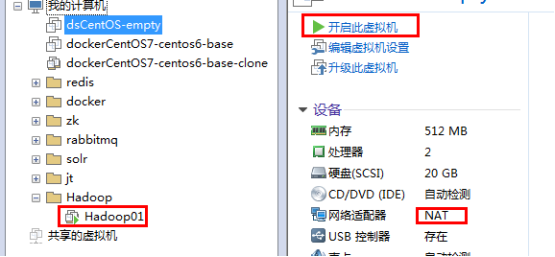 我的计算机
dsCentOS-empty
dockerCentOS7-centos6-base
dockerCentOS7-centos6-base-clone
redis
docker
zk
rabbitmq
solr
jt
Hadoop
Hadoop01
共享的虚拟机
开启此虚拟机
编辑虚拟机设置
升级此虚拟机
设备
内存 512 MB
处理器 2
硬盘(SCSI) 20 GB
CD/DVD (IDE) 自动检测
网络适配器 NAT
USB 控制器 存在